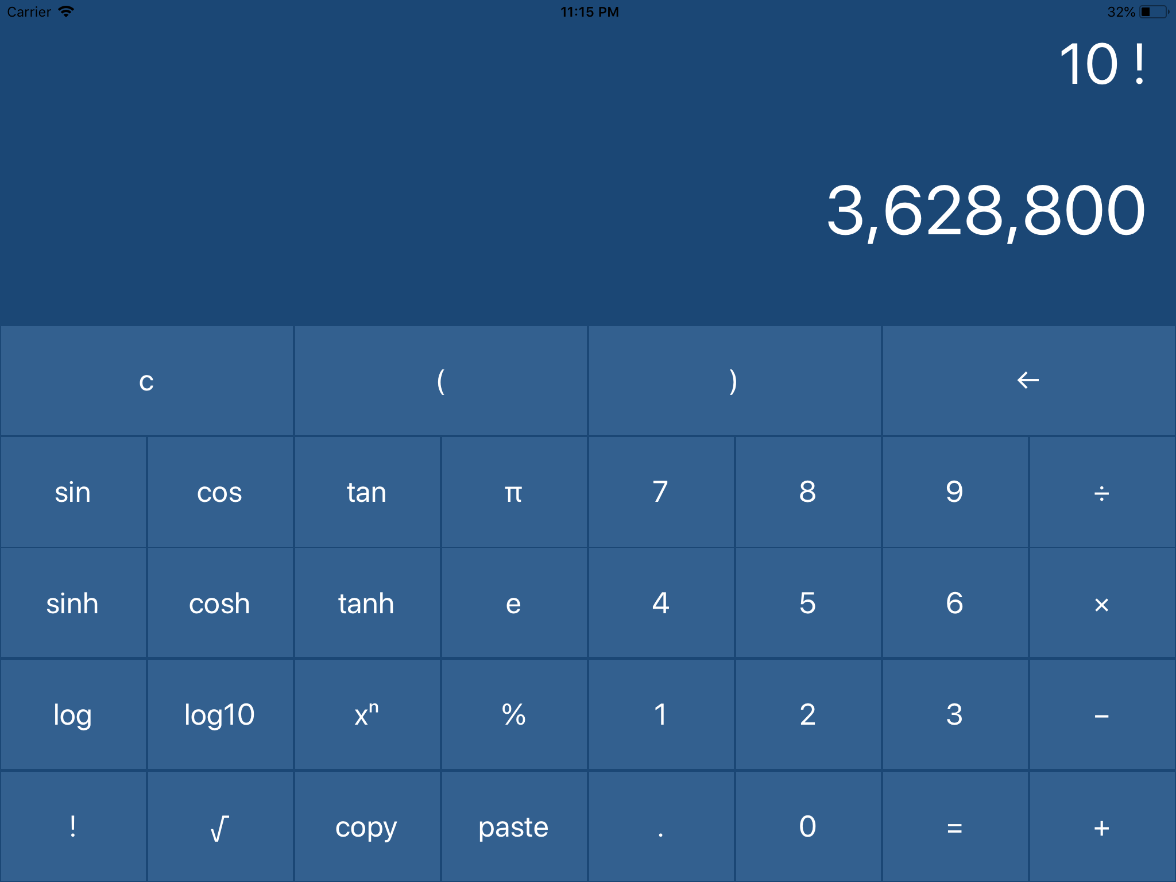 Carrier 11:15 PM 32%
10 !
3,628,800
c ( ) ←
sin cos tan π 7 8 9 ÷
sinh cosh tanh e 4 5 6 ×
log log10 xⁿ % 1 2 3 −
! √ copy paste . 0 = +